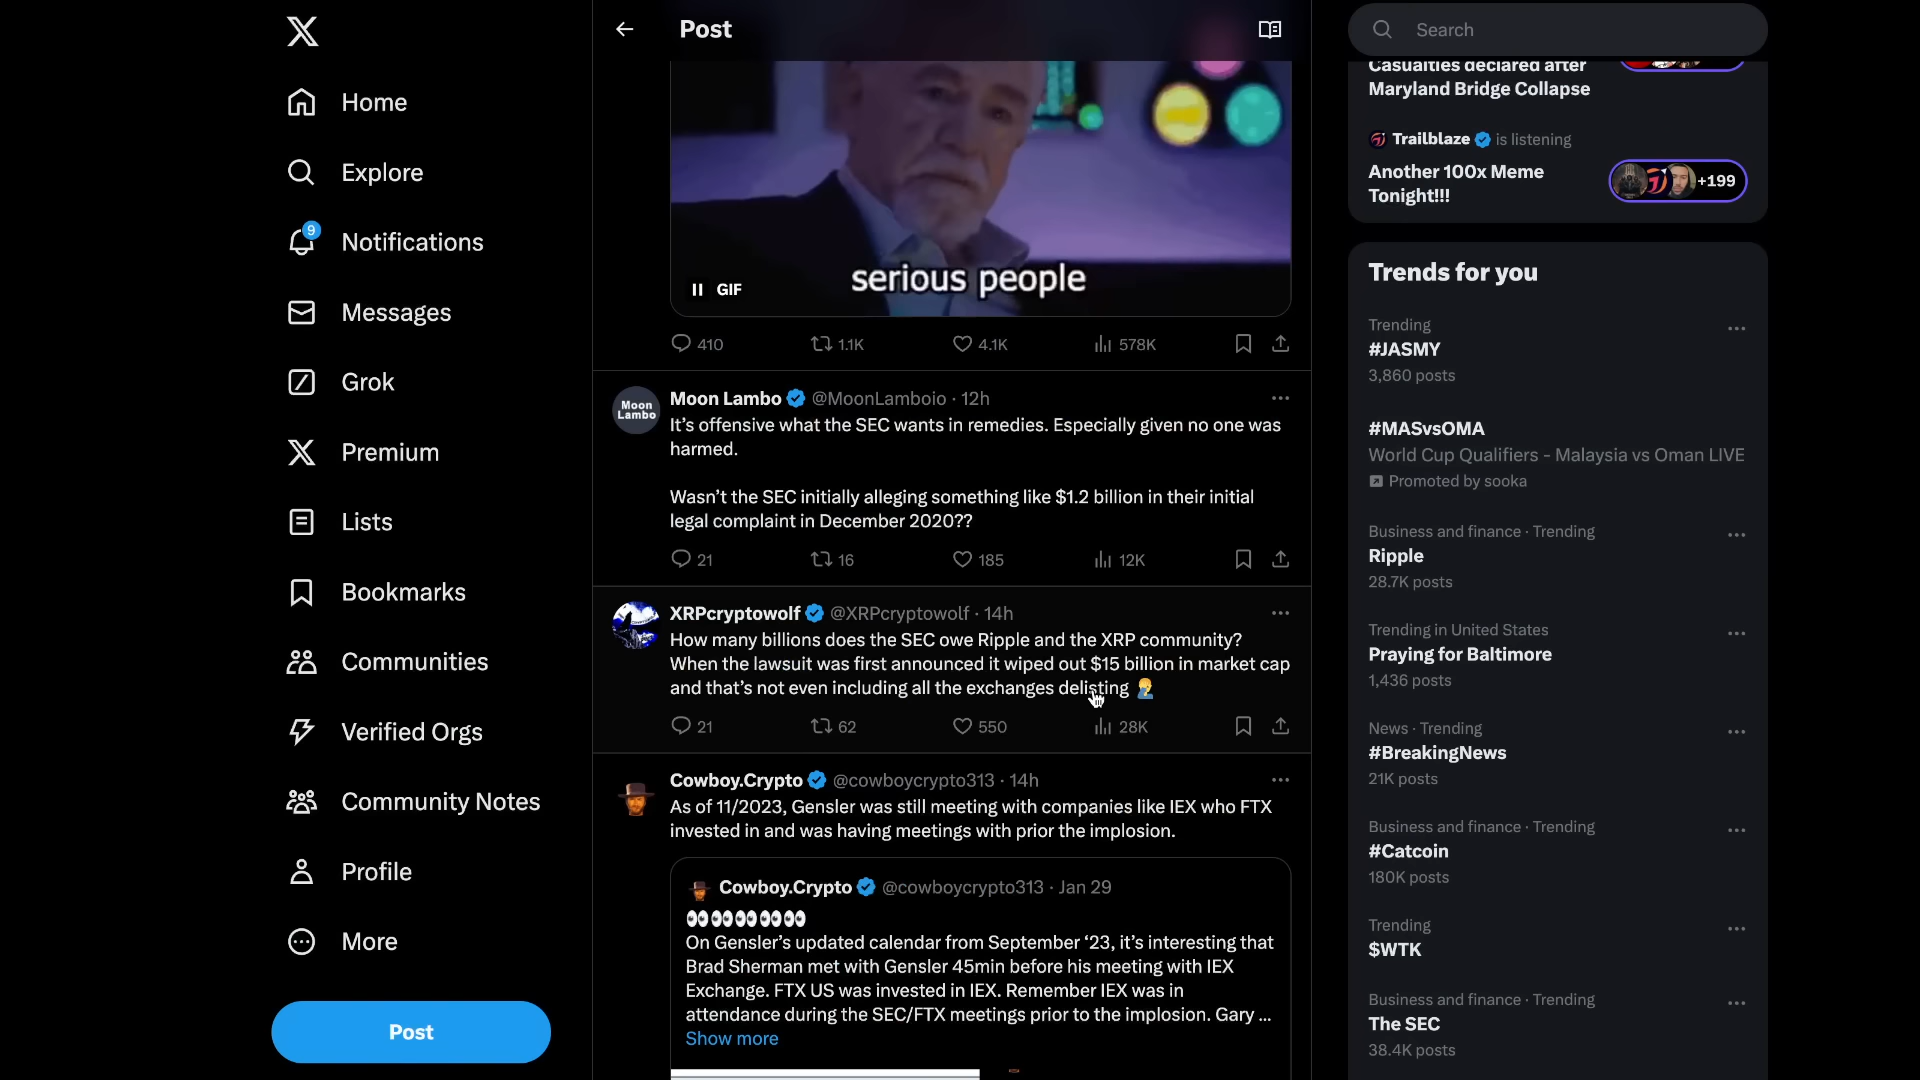 Home
Explore
9
Notifications
Messages
Grok
Premium
Lists
Bookmarks
Communities
Verified Orgs
Community Notes
Profile
More
Post
Post
serious people
GIF
410 1.1K 4.1K 578K
Moon Lambo
Moon Lambo @MoonLamboio · 12h
It's offensive what the SEC wants in remedies. Especially given no one was
harmed.
Wasn't the SEC initially alleging something like $1.2 billion in their initial
legal complaint in December 2020??
21 16 185 12K
XRPcryptowolf @XRPcryptowolf · 14h
How many billions does the SEC owe Ripple and the XRP community?
When the lawsuit was first announced it wiped out $15 billion in market cap
and that's not even including all the exchanges delisting 🤦‍♂️
21 62 550 28K
Cowboy.Crypto @cowboycrypto313 · 14h
As of 11/2023, Gensler was still meeting with companies like IEX who FTX
invested in and was having meetings with prior the implosion.
Cowboy.Crypto @cowboycrypto313 · Jan 29
👀👀👀👀👀
On Gensler's updated calendar from September ‘23, it's interesting that
Brad Sherman met with Gensler 45min before his meeting with IEX
Exchange. FTX US was invested in IEX. Remember IEX was in
attendance during the SEC/FTX meetings prior to the implosion. Gary ...
Show more
Search
Casualties declared after
Maryland Bridge Collapse
Trailblaze is listening
Another 100x Meme
Tonight!!!
+199
Trends for you
Trending
#JASMY
3,860 posts
#MASvsOMA
World Cup Qualifiers - Malaysia vs Oman LIVE
Promoted by sooka
Business and finance · Trending
Ripple
28.7K posts
Trending in United States
Praying for Baltimore
1,436 posts
News · Trending
#BreakingNews
21K posts
Business and finance · Trending
#Catcoin
180K posts
Trending
$WTK
Business and finance · Trending
The SEC
38.4K posts